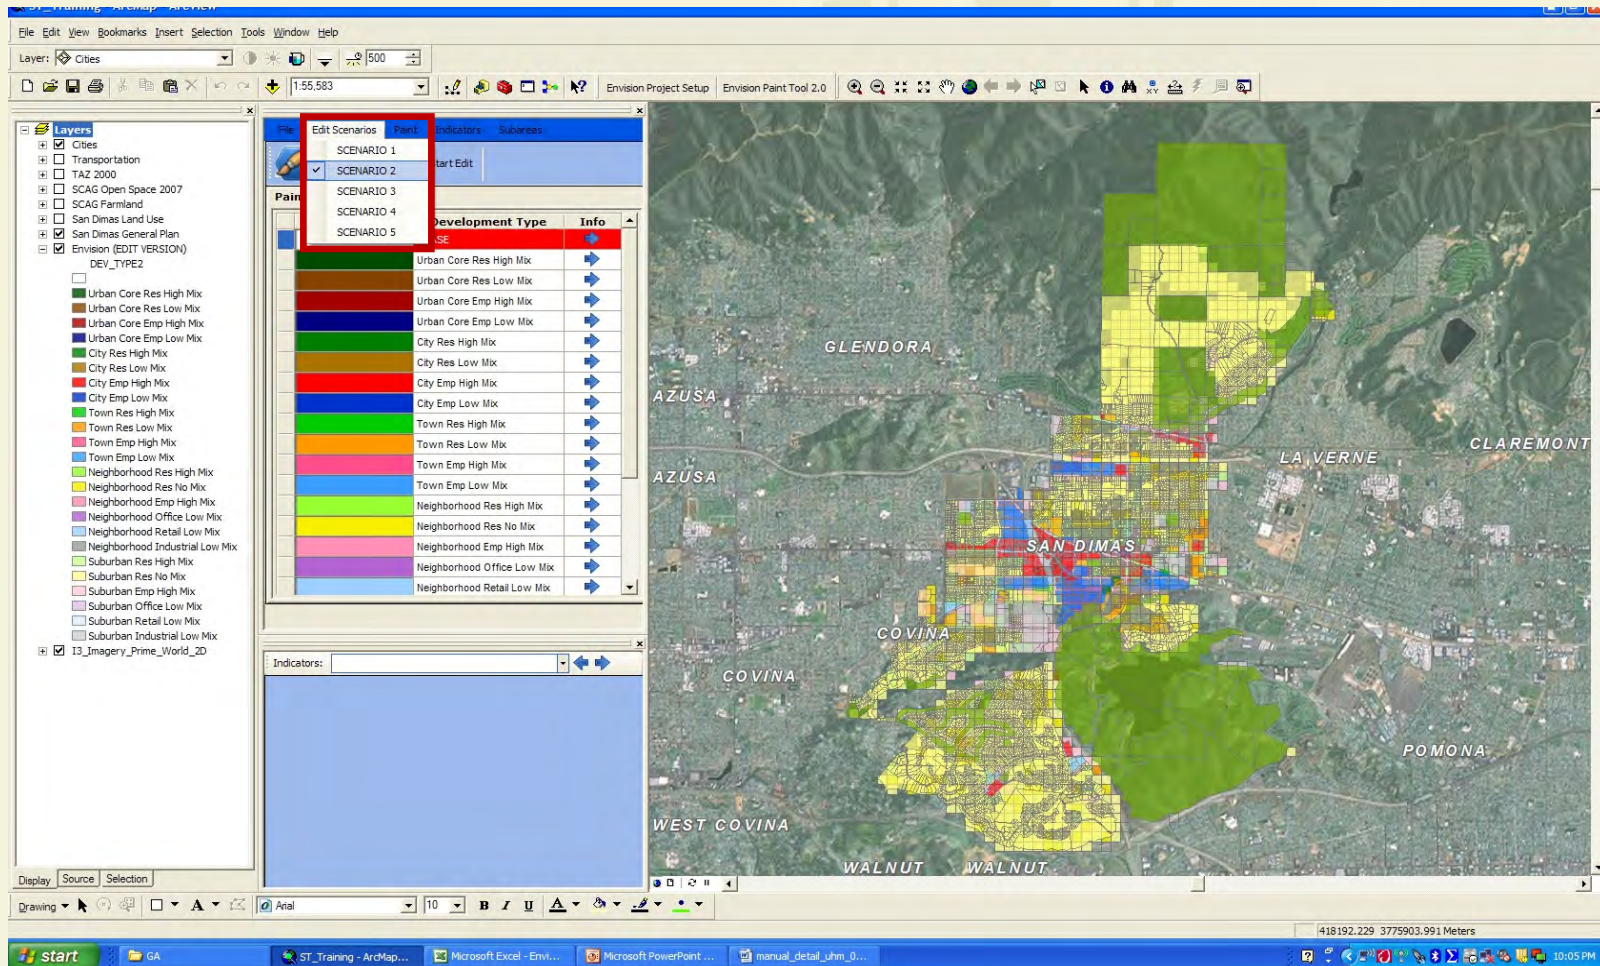 ST_Training - ArcMap - ArcView
File Edit View Bookmarks Insert Selection Tools Window Help
Layer: Cities 500
1:55,583 Envision Project Setup Envision Paint Tool 2.0
Layers
Cities
Transportation
TAZ 2000
SCAG Open Space 2007
SCAG Farmland
San Dimas Land Use
San Dimas General Plan
Envision (EDIT VERSION)
DEV_TYPE2
Urban Core Res High Mix
Urban Core Res Low Mix
Urban Core Emp High Mix
Urban Core Emp Low Mix
City Res High Mix
City Res Low Mix
City Emp High Mix
City Emp Low Mix
Town Res High Mix
Town Res Low Mix
Town Emp High Mix
Town Emp Low Mix
Neighborhood Res High Mix
Neighborhood Res No Mix
Neighborhood Emp High Mix
Neighborhood Office Low Mix
Neighborhood Retail Low Mix
Neighborhood Industrial Low Mix
Suburban Res High Mix
Suburban Res No Mix
Suburban Emp High Mix
Suburban Office Low Mix
Suburban Retail Low Mix
Suburban Industrial Low Mix
I3_Imagery_Prime_World_2D
Display Source Selection
File Edit Scenarios Paint Indicators Subareas
SCENARIO 1
SCENARIO 2
SCENARIO 3
SCENARIO 4
SCENARIO 5
tart Edit
Pain
Development Type Info
SE
Urban Core Res High Mix
Urban Core Res Low Mix
Urban Core Emp High Mix
Urban Core Emp Low Mix
City Res High Mix
City Res Low Mix
City Emp High Mix
City Emp Low Mix
Town Res High Mix
Town Res Low Mix
Town Emp High Mix
Town Emp Low Mix
Neighborhood Res High Mix
Neighborhood Res No Mix
Neighborhood Emp High Mix
Neighborhood Office Low Mix
Neighborhood Retail Low Mix
Indicators:
GLENDORA
AZUSA
CLAREMONT
LA VERNE
AZUSA
SAN DIMAS
COVINA
COVINA
POMONA
WEST COVINA
WALNUT WALNUT
Drawing A Arial 10 B I U A
418192.229 3775903.991 Meters
start GA ST_Training - ArcMap... Microsoft Excel - Envi... Microsoft PowerPoint ... manual_detail_uhm_0... 10:05 PM